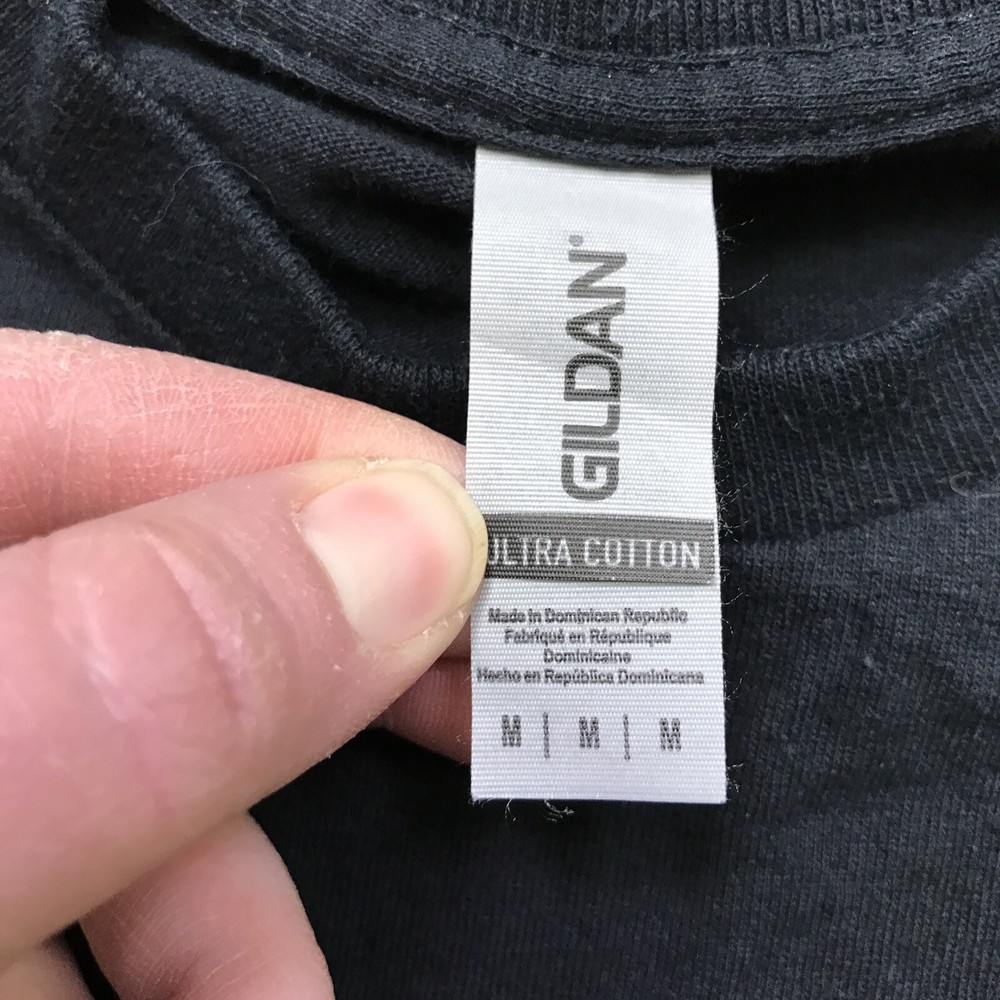 GILDAN®
ULTRA COTTON
Made in Dominican Republic
Fabriqué en République
Dominicaine
Hecho en República Dominicana
M | M | M